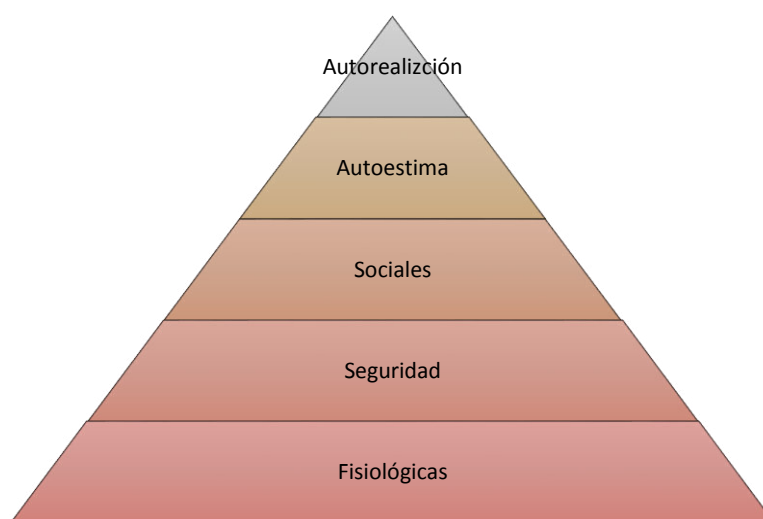 Autorealizción
Autoestima
Sociales
Seguridad
Fisiológicas